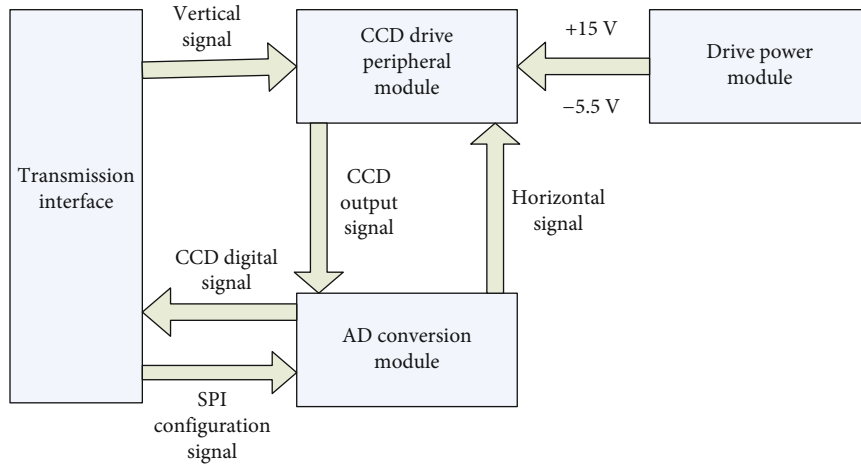 Vertical
signal
CCD drive
peripheral
module
+15 V
−5.5 V
Drive power
module
Transmission
interface
CCD
output
signal
Horizontal
signal
CCD digital
signal
AD conversion
module
SPI
configuration
signal